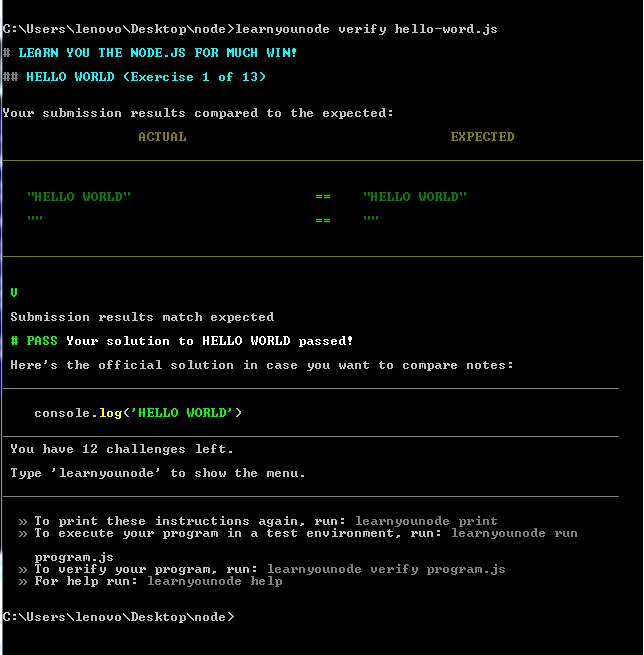 C:\Users\lenovo\Desktop\node>learnyounode verify hello-word.js
# LEARN YOU THE NODE.JS FOR MUCH WIN!
## HELLO WORLD (Exercise 1 of 13)
Your submission results compared to the expected:
ACTUAL EXPECTED
"HELLO WORLD" == "HELLO WORLD"
"" == ""
V
Submission results match expected
# PASS Your solution to HELLO WORLD passed!
Here's the official solution in case you want to compare notes:
console.log('HELLO WORLD')
You have 12 challenges left.
Type 'learnyounode' to show the menu.
» To print these instructions again, run: learnyounode print
» To execute your program in a test environment, run: learnyounode run
program.js
» To verify your program, run: learnyounode verify program.js
» For help run: learnyounode help
C:\Users\lenovo\Desktop\node>